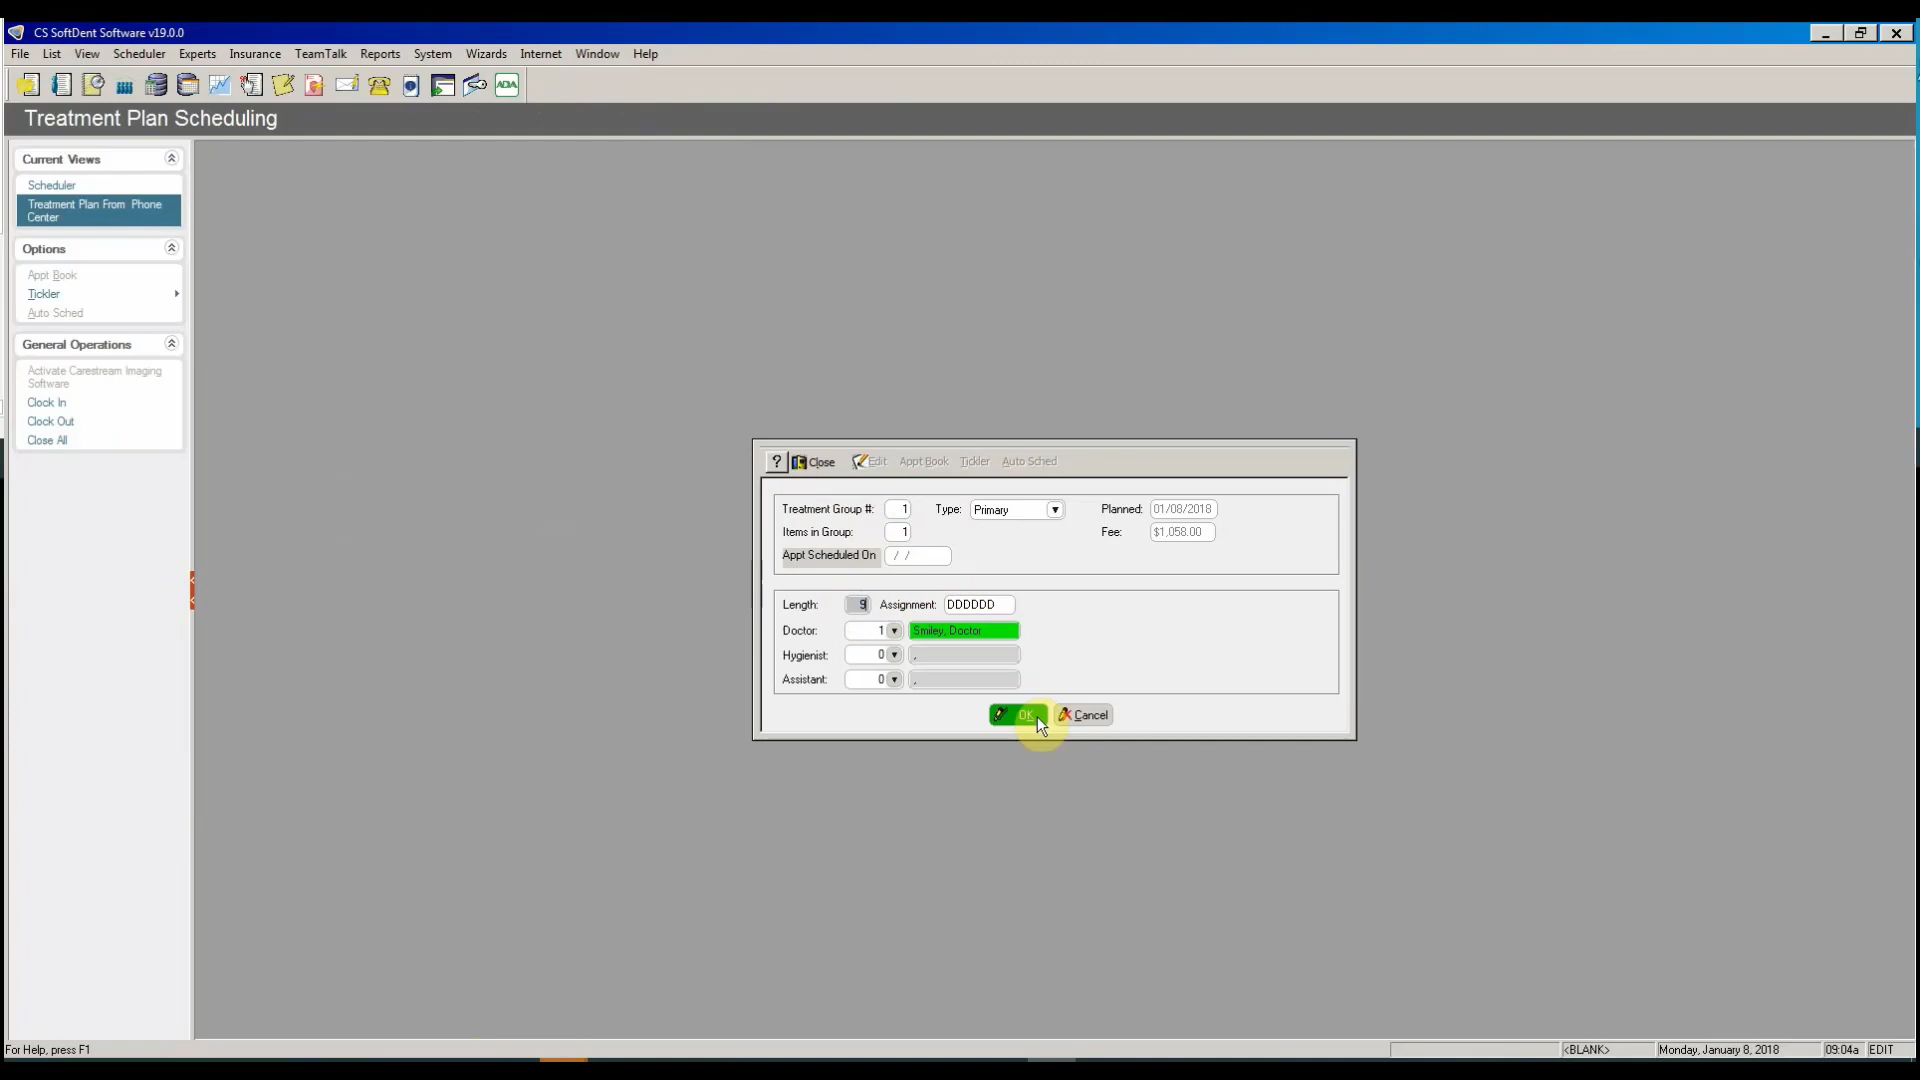 CS SoftDent Software v19.0.0
File List View Scheduler Experts Insurance TeamTalk Reports System Wizards Internet Window Help
ADA
Treatment Plan Scheduling
Current Views
Scheduler
Treatment Plan From Phone
Center
Options
Appt Book
Tickler
Auto Sched
General Operations
Activate Carestream Imaging
Software
Clock In
Clock Out
Close All
? Close Edit Appt Book Tickler Auto Sched
Treatment Group #: 1 Type: Primary Planned: 01/08/2018
Items in Group: 1 Fee: $1,058.00
Appt Scheduled On / /
Length: 9 Assignment: DDDDDD
Doctor: 1 Smiley, Doctor
Hygienist: 0 ,
Assistant: 0 ,
OK Cancel
For Help, press F1 <BLANK> Monday, January 8, 2018 09:04a EDIT